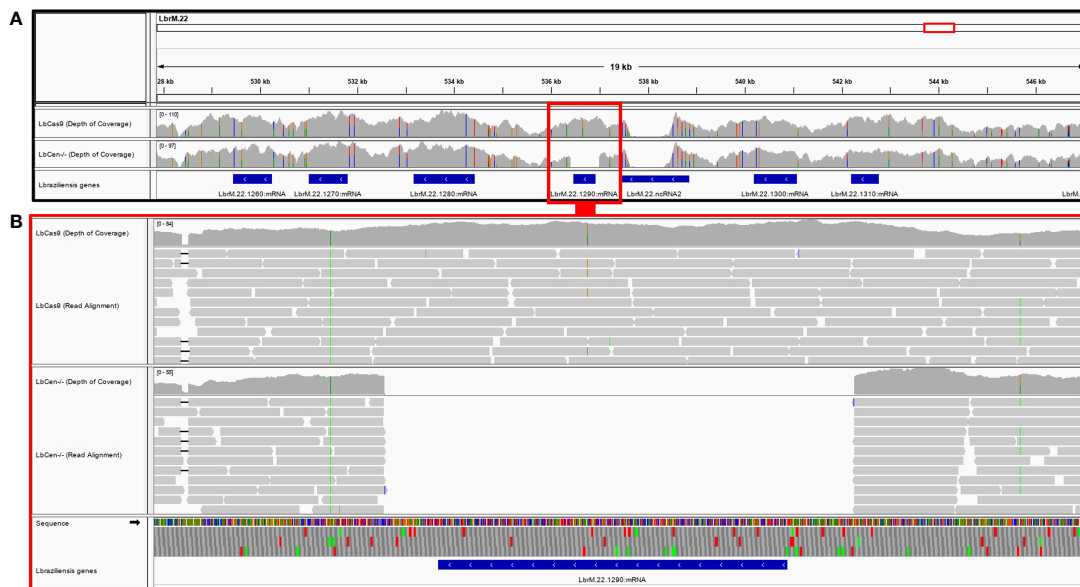 A
LbrM.22
19 kb
28 kb 530 kb 532 kb 534 kb 536 kb 538 kb 540 kb 542 kb 544 kb 546 kb
LbCas9 (Depth of Coverage)
[0 - 110]
LbCen-/- (Depth of Coverage)
[0 - 97]
Lbraziliensis genes
LbrM.22.1260:mRNA LbrM.22.1270:mRNA LbrM.22.1280:mRNA LbrM.22.1290:mRNA LbrM.22.ncRNA2 LbrM.22.1300:mRNA LbrM.22.1310:mRNA LbrM.
B
LbCas9 (Depth of Coverage)
[0 - 84]
LbCas9 (Read Alignment)
LbCen-/- (Depth of Coverage)
[0 - 55]
LbCen-/- (Read Alignment)
Sequence
Lbraziliensis genes
LbrM.22.1290:mRNA